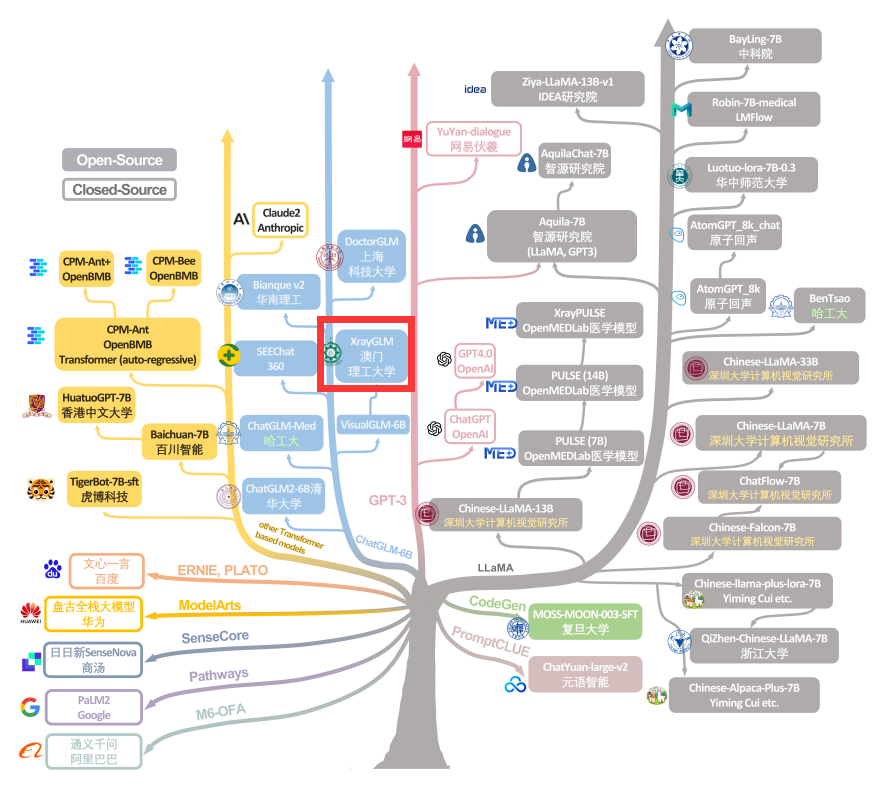 BayLing-7B
中科院
idea
Ziya-LLaMA-13B-v1
IDEA研究院
Robin-7B-medical
LMFlow
網易
YuYan-dialogue
网易伏羲
Open-Source
Closed-Source
AquilaChat-7B
智源研究院
Luotuo-lora-7B-0.3
华中师范大学
A\
Claude2
Anthropic
DoctorGLM
上海
科技大学
Aquila-7B
智源研究院
(LLaMA, GPT3)
AtomGPT_8k_chat
原子回声
CPM-Ant+
OpenBMB
CPM-Bee
OpenBMB
Bianque v2
华南理工
AtomGPT_8k
原子回声
BenTsao
哈工大
CPM-Ant
OpenBMB
Transformer (auto-regressive)
SEEChat
360
XrayGLM
澳门
理工大学
MED
XrayPULSE
OpenMEDLab医学模型
GPT4.0
OpenAI
MED
PULSE (14B)
OpenMEDLab医学模型
Chinese-LLaMA-33B
深圳大学计算机视觉研究所
HuatuoGPT-7B
香港中文大学
ChatGLM-Med
哈工大
VisualGLM-6B
ChatGPT
OpenAI
MED
PULSE (7B)
OpenMEDLab医学模型
Chinese-LLaMA-7B
深圳大学计算机视觉研究所
Baichuan-7B
百川智能
TigerBot-7B-sft
虎博科技
ChatGLM2-6B清
华大学
GPT-3
Chinese-LLaMA-13B
深圳大学计算机视觉研究所
ChatFlow-7B
深圳大学计算机视觉研究所
Chinese-Falcon-7B
深圳大学计算机视觉研究所
other Transformer
based models
ChatGLM-6B
LLaMA
du
文心一言
百度
ERNIE, PLATO
Chinese-llama-plus-lora-7B
Yiming Cui etc.
HUAWEI
盘古全栈大模型
华为
ModelArts
CodeGen
MOSS-MOON-003-SFT
复旦大学
QiZhen-Chinese-LLaMA-7B
浙江大学
日日新SenseNova
商汤
SenseCore
PromptCLUE
ChatYuan-large-v2
元语智能
Chinese-Alpaca-Plus-7B
Yiming Cui etc.
PaLM2
Google
Pathways
通义千问
阿里巴巴
M6-OFA